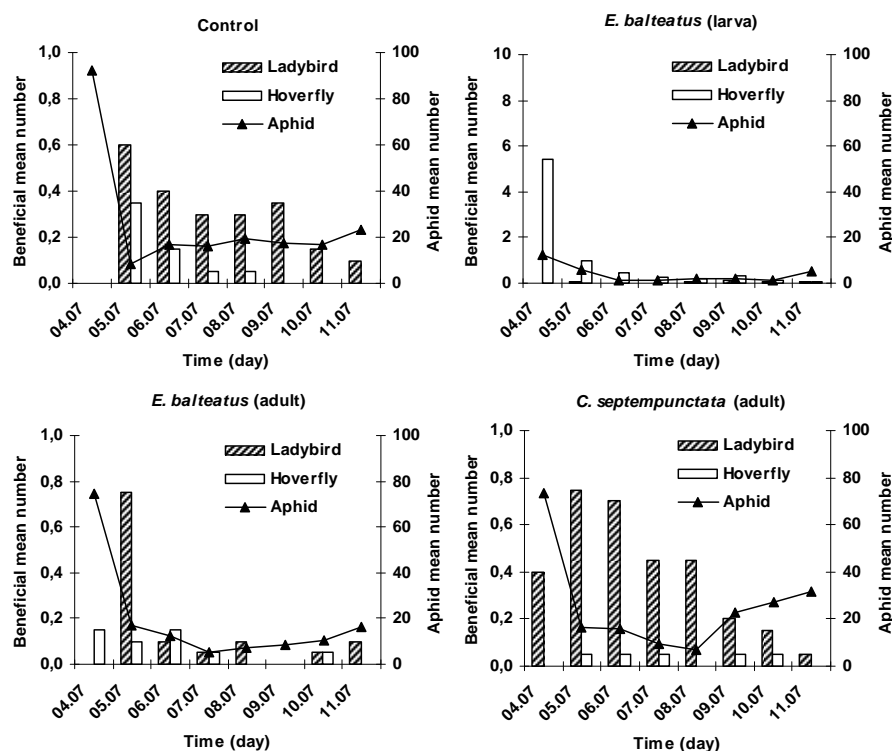 Control
Beneficial mean number
1,0
0,8
0,6
0,4
0,2
0,0
Ladybird
Hoverfly
Aphid
100
80
60
40
20
0
Aphid mean number
04.07 05.07 06.07 07.07 08.07 09.07 10.07 11.07
Time (day)
E. balteatus (larva)
Beneficial mean number
10
8
6
4
2
0
Ladybird
Hoverfly
Aphid
100
80
60
40
20
0
Aphid mean number
04.07 05.07 06.07 07.07 08.07 09.07 10.07 11.07
Time (day)
E. balteatus (adult)
Beneficial mean number
1,0
0,8
0,6
0,4
0,2
0,0
Ladybird
Hoverfly
Aphid
100
80
60
40
20
0
Aphid mean number
04.07 05.07 06.07 07.07 08.07 09.07 10.07 11.07
Time (day)
C. septempunctata (adult)
Beneficial mean number
1,0
0,8
0,6
0,4
0,2
0,0
Ladybird
Hoverfly
Aphid
100
80
60
40
20
0
Aphid mean number
04.07 05.07 06.07 07.07 08.07 09.07 10.07 11.07
Time (day)